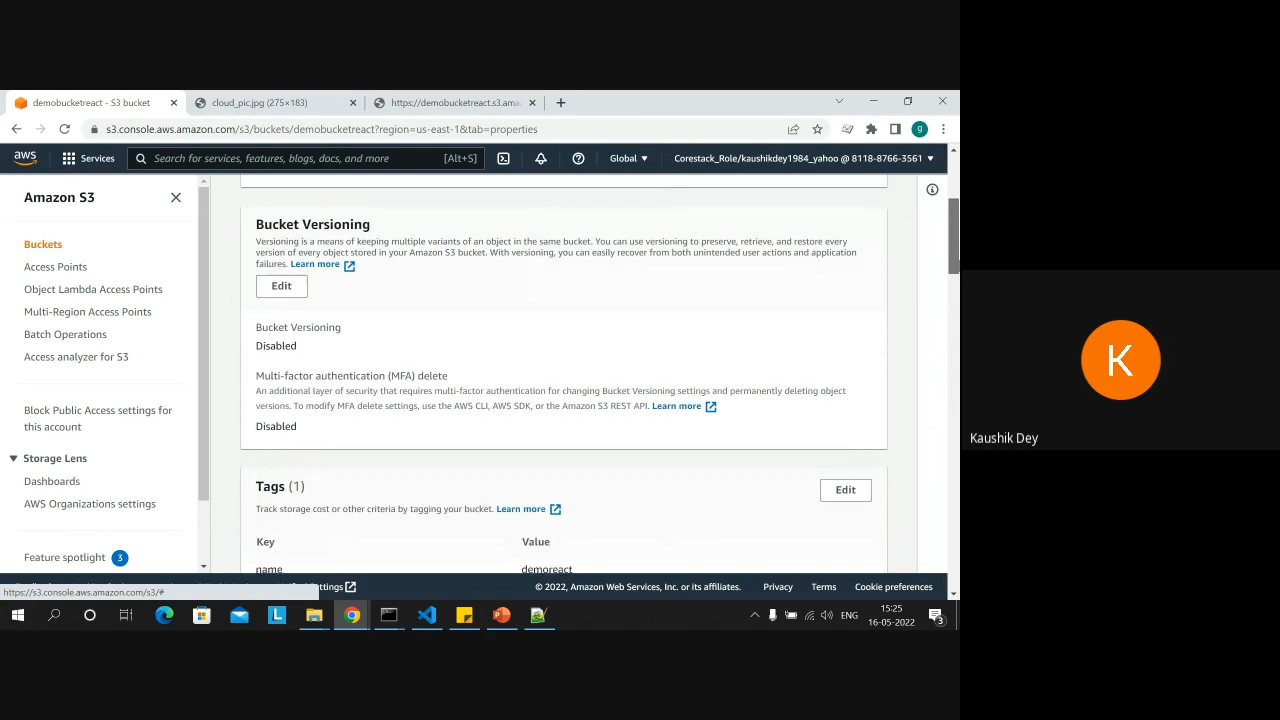 demobucketreact - S3 bucket
cloud_pic.jpg (275×183)
https://demobucketreact.s3.ama
s3.console.aws.amazon.com/s3/buckets/demobucketreact?region=us-east-1&tab=properties
g
aws
Services
Search for services, features, blogs, docs, and more
[Alt+S]
Global
Corestack_Role/kaushikdey1984_yahoo @ 8118-8766-3561
Amazon S3
Buckets
Access Points
Object Lambda Access Points
Multi-Region Access Points
Batch Operations
Access analyzer for S3
Block Public Access settings for
this account
Storage Lens
Dashboards
AWS Organizations settings
Feature spotlight 3
Bucket Versioning
Versioning is a means of keeping multiple variants of an object in the same bucket. You can use versioning to preserve, retrieve, and restore every
version of every object stored in your Amazon S3 bucket. With versioning, you can easily recover from both unintended user actions and application
failures. Learn more
Edit
Bucket Versioning
Disabled
Multi-factor authentication (MFA) delete
An additional layer of security that requires multi-factor authentication for changing Bucket Versioning settings and permanently deleting object
versions. To modify MFA delete settings, use the AWS CLI, AWS SDK, or the Amazon S3 REST API. Learn more
Disabled
Tags (1)
Edit
Track storage cost or other criteria by tagging your bucket. Learn more
Key Value
name demoreact
© 2022, Amazon Web Services, Inc. or its affiliates. Privacy Terms Cookie preferences
https://s3.console.aws.amazon.com/s3/#
L
ENG
15:25
16-05-2022
3
K
Kaushik Dey